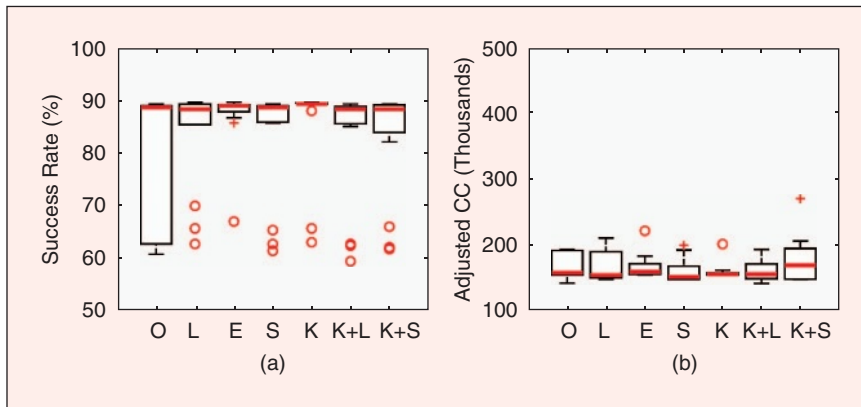 Success Rate (%)
100
90
80
70
60
50
O L E S K K+L K+S
(a)
Adjusted CC (Thousands)
500
400
300
200
100
O L E S K K+L K+S
(b)